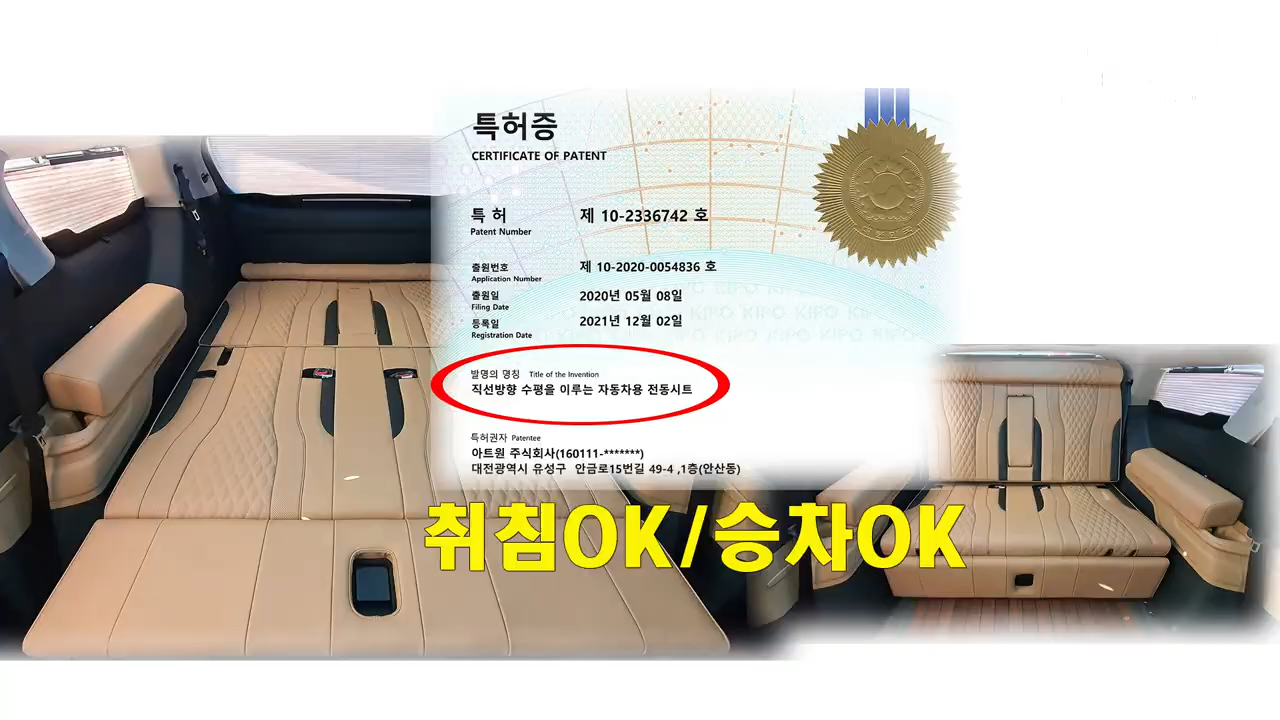 특허증
CERTIFICATE OF PATENT
특 허 제 10-2336742 호
Patent Number
출원번호 제 10-2020-0054836 호
Application Number
출원일 2020년 05월 08일
Filing Date
등록일 2021년 12월 02일
Registration Date
KIPO KIPO KIPO KIPO
발명의 명칭 Title of the Invention
직선방향 수평을 이루는 자동차용 전동시트
특허권자 Patentee
아트원 주식회사(160111-*******)
대전광역시 유성구 안금로15번길 49-4 ,1층(안산동)
취침OK/승차OK